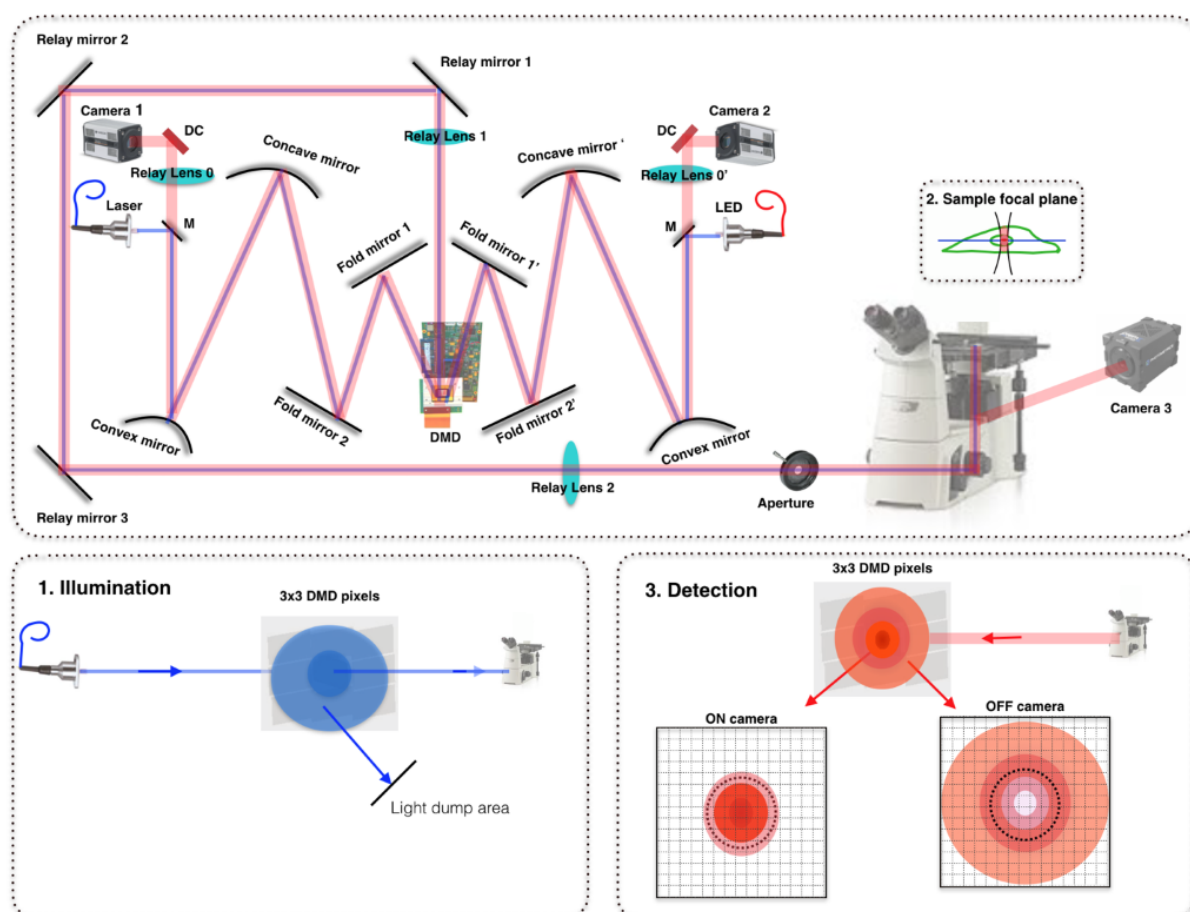 Relay mirror 2
Relay mirror 1
Camera 1
DC
Relay Lens 0
Concave mirror
Relay Lens 1
Concave mirror '
DC
Camera 2
Relay Lens 0'
Laser
M
M
LED
2. Sample focal plane
Fold mirror 1
Fold mirror 1'
Camera 3
Convex mirror
Fold mirror 2
DMD
Fold mirror 2'
Convex mirror
Relay Lens 2
Aperture
Relay mirror 3
1. Illumination
3x3 DMD pixels
Light dump area
3. Detection
3x3 DMD pixels
ON camera
OFF camera